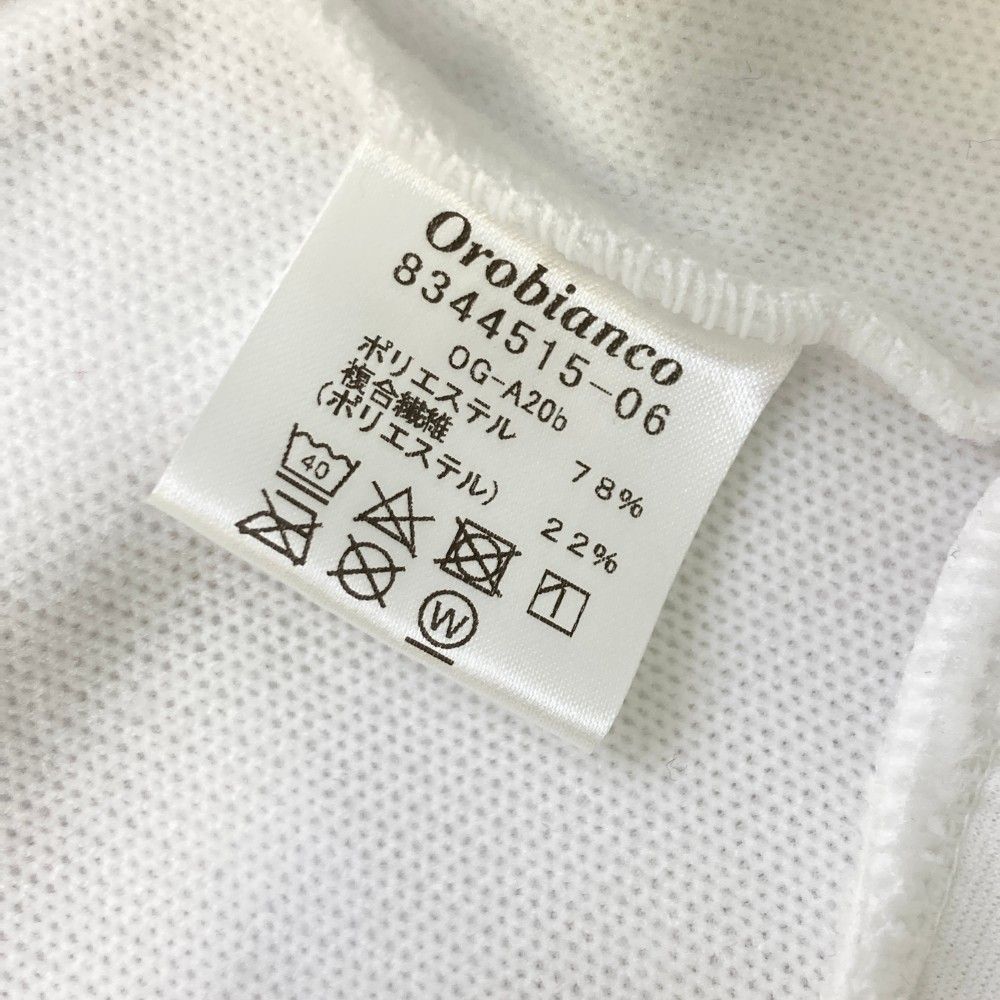 Orobianco
8344515-06
OG-A20b
ポリエステル 78%
複合繊維
(ポリエステル) 22%
40
W